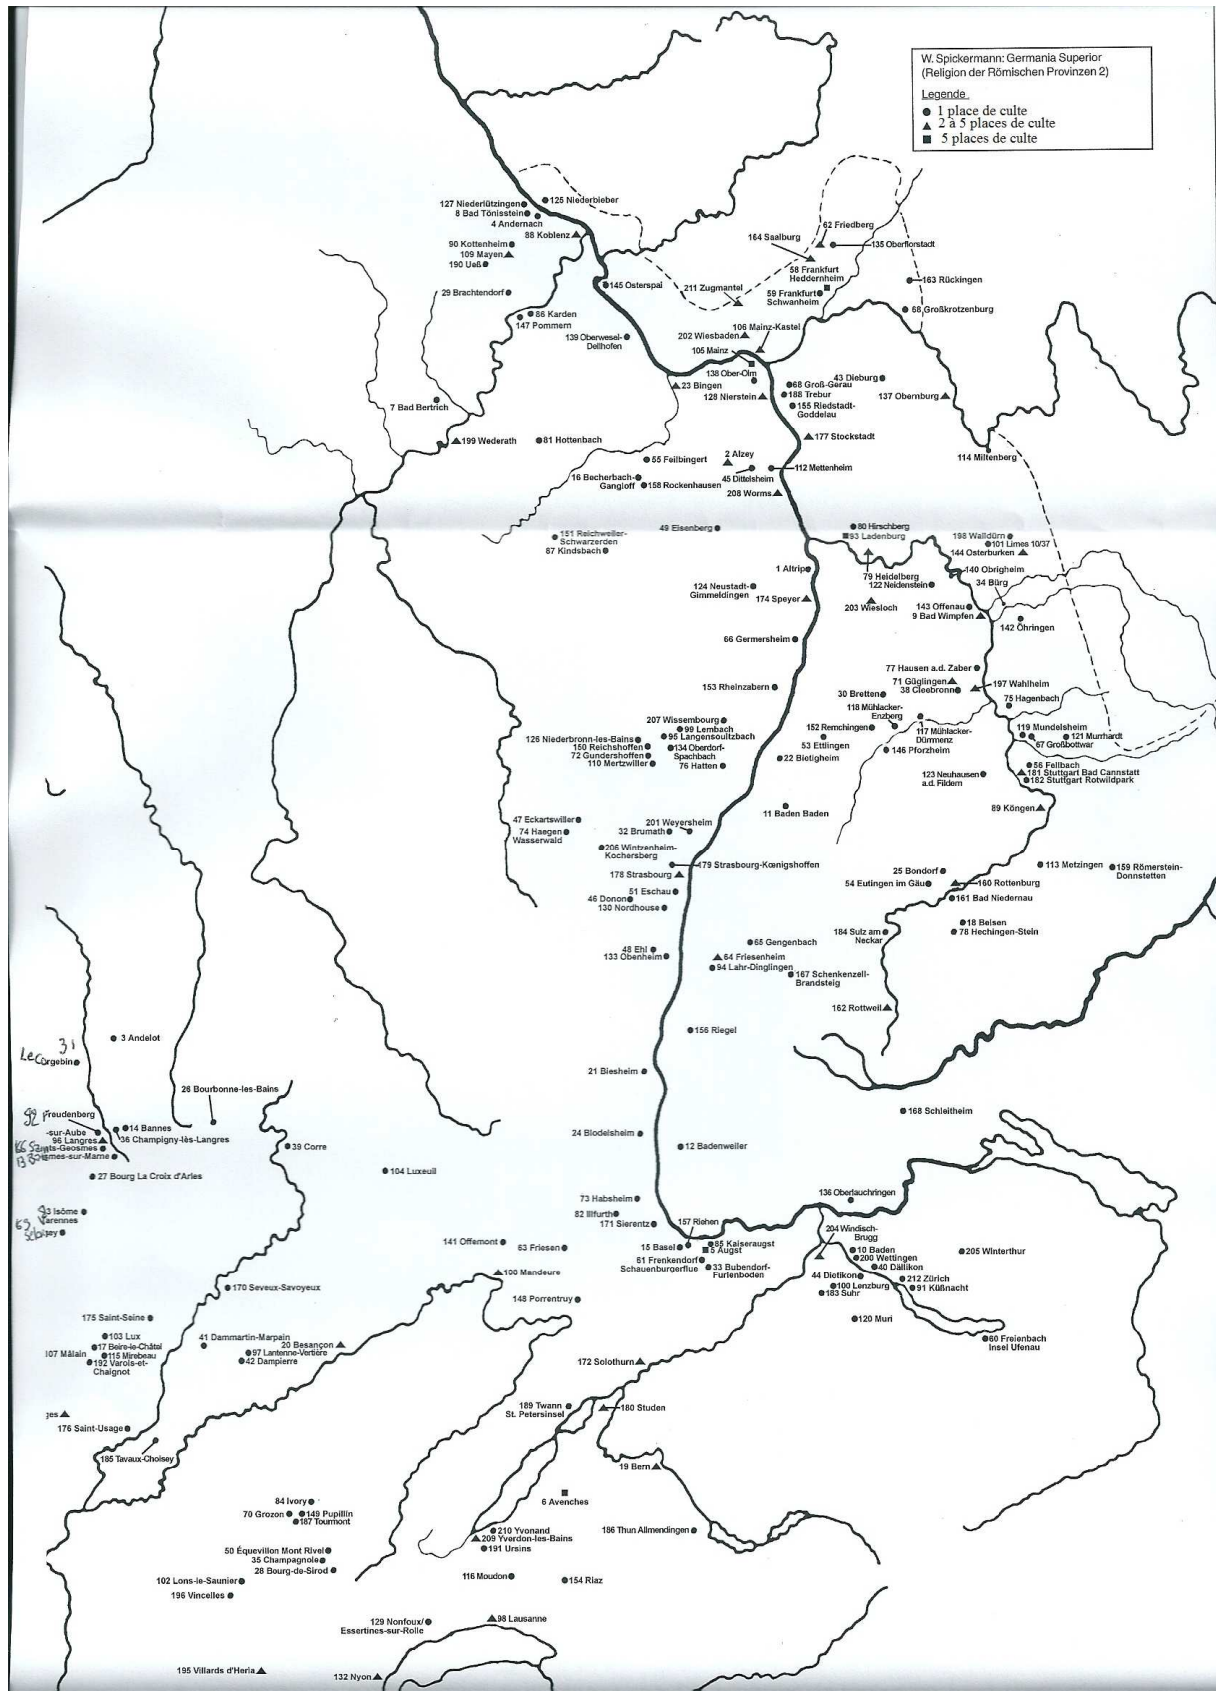 W. Spickermann: Germania Superior
(Religion der Römischen Provinzen 2)
Legende
1 place de culte
2 à 5 places de culte
5 places de culte
127 Niederlützingen
125 Niederbieber
8 Bad Tönisstein
4 Andernach
88 Koblenz
90 Kottenheim
109 Mayen
190 Ueß
62 Friedberg
164 Saalburg
135 Oberflorstadt
58 Frankfurt
Heddernheim
163 Rückingen
145 Osterspai
211 Zugmantel
59 Frankfurt
Schwanheim
29 Brachtendorf
68 Großkrotzenburg
86 Karden
147 Pommern
139 Oberwesel-
Dellhofen
106 Mainz-Kastel
202 Wiesbaden
105 Mainz
138 Ober-Olm
23 Bingen
128 Nierstein
68 Groß-Gerau
188 Trebur
155 Riedstadt-
Goddelau
43 Dieburg
137 Obernburg
7 Bad Bertrich
199 Wederath
81 Hottenbach
177 Stockstadt
114 Miltenberg
55 Feilbingert
2 Alzey
16 Becherbach-
Gangloff
158 Rockenhausen
45 Dittelsheim
112 Mettenheim
208 Worms
151 Reichweiler-
Schwarzerden
87 Kindsbach
49 Eisenberg
80 Hirschberg
93 Ladenburg
198 Walldürn
101 Limes 10/37
144 Osterburken
1 Altrip
79 Heidelberg
122 Neidenstein
140 Obrigheim
34 Bürg
124 Neustadt-
Gimmeldingen
174 Speyer
203 Wiesloch
143 Offenau
9 Bad Wimpfen
142 Öhringen
66 Germersheim
77 Hausen a.d. Zaber
71 Güglingen
38 Cleebronn
197 Wahlheim
153 Rheinzabern
30 Bretten
75 Hagenbach
118 Mühlacker-
Enzberg
207 Wissembourg
99 Lembach
95 Langensoultzbach
126 Niederbronn-les-Bains
150 Reichshoffen
134 Oberdorf-
Spachbach
72 Gundershoffen
110 Mertzwiller
76 Hatten
152 Remchingen
53 Ettlingen
117 Mühlacker-
Dürrmenz
146 Pforzheim
22 Bietigheim
119 Mundelsheim
67 Großbottwar
121 Murrhardt
56 Fellbach
181 Stuttgart Bad Cannstatt
182 Stuttgart Rotwildpark
123 Neuhausen
a.d. Fildern
89 Köngen
11 Baden Baden
47 Eckartswiller
74 Haegen
Wasserwald
32 Brumath
201 Weyersheim
206 Wintzenheim-
Kochersberg
179 Strasbourg-Kœnigshoffen
178 Strasbourg
51 Eschau
46 Donon
130 Nordhouse
25 Bondorf
54 Eutingen im Gäu
160 Rottenburg
161 Bad Niedernau
113 Metzingen
159 Römerstein-
Donnstetten
18 Belsen
78 Hechingen-Stein
184 Sulz am
Neckar
48 Ehl
133 Obenheim
65 Gengenbach
64 Friesenheim
94 Lahr-Dinglingen
167 Schenkenzell-
Brandsteig
162 Rottweil
156 Riegel
3 Andelot
31
Le Corgebin
21 Biesheim
26 Bourbonne-les-Bains
92 Freudenberg
-sur-Aube
14 Bannes
36 Champigny-lès-Langres
96 Langres
166 Saints-Geosmes
27 Bourg La Croix d'Arles
39 Corre
104 Luxeuil
24 Blodelsheim
12 Badenweiler
168 Schleitheim
83 Isôme
Varennes
73 Habsheim
82 Illfurth
171 Sierentz
136 Oberlauchringen
157 Riehen
204 Windisch-
Brugg
141 Offemont
63 Friesen
15 Basel
85 Kaiseraugst
5 Augst
61 Frenkendorf
Schauenburgerflue
33 Bubendorf-
Furlenboden
10 Baden
200 Wettingen
205 Winterthur
40 Dällikon
44 Dietikon
100 Lenzburg
183 Suhr
212 Zürich
91 Küßnacht
120 Muri
60 Freienbach
Insel Ufenau
170 Seveux-Savoyeux
Mandeure
148 Porrentruy
175 Saint-Seine
103 Lux
17 Beire-le-Châtel
107 Mâlain
115 Mirebeau
192 Varois-et-
Chaignot
41 Dammartin-Marpain
97 Lantenne-Vertière
42 Dampierre
20 Besançon
172 Solothurn
ges
176 Saint-Usage
189 Twann
St. Petersinsel
180 Studen
185 Tavaux-Choisey
19 Bern
84 Ivory
70 Grozon
149 Pupillin
187 Tourmont
6 Avenches
210 Yvonand
209 Yverdon-les-Bains
191 Ursins
186 Thun Allmendingen
50 Équevillon Mont Rivel
35 Champagnole
28 Bourg-de-Sirod
102 Lons-le-Saunier
196 Vincelles
116 Moudon
154 Riaz
129 Nonfoux/
Essertines-sur-Rolle
98 Lausanne
195 Villards d'Heria
132 Nyon